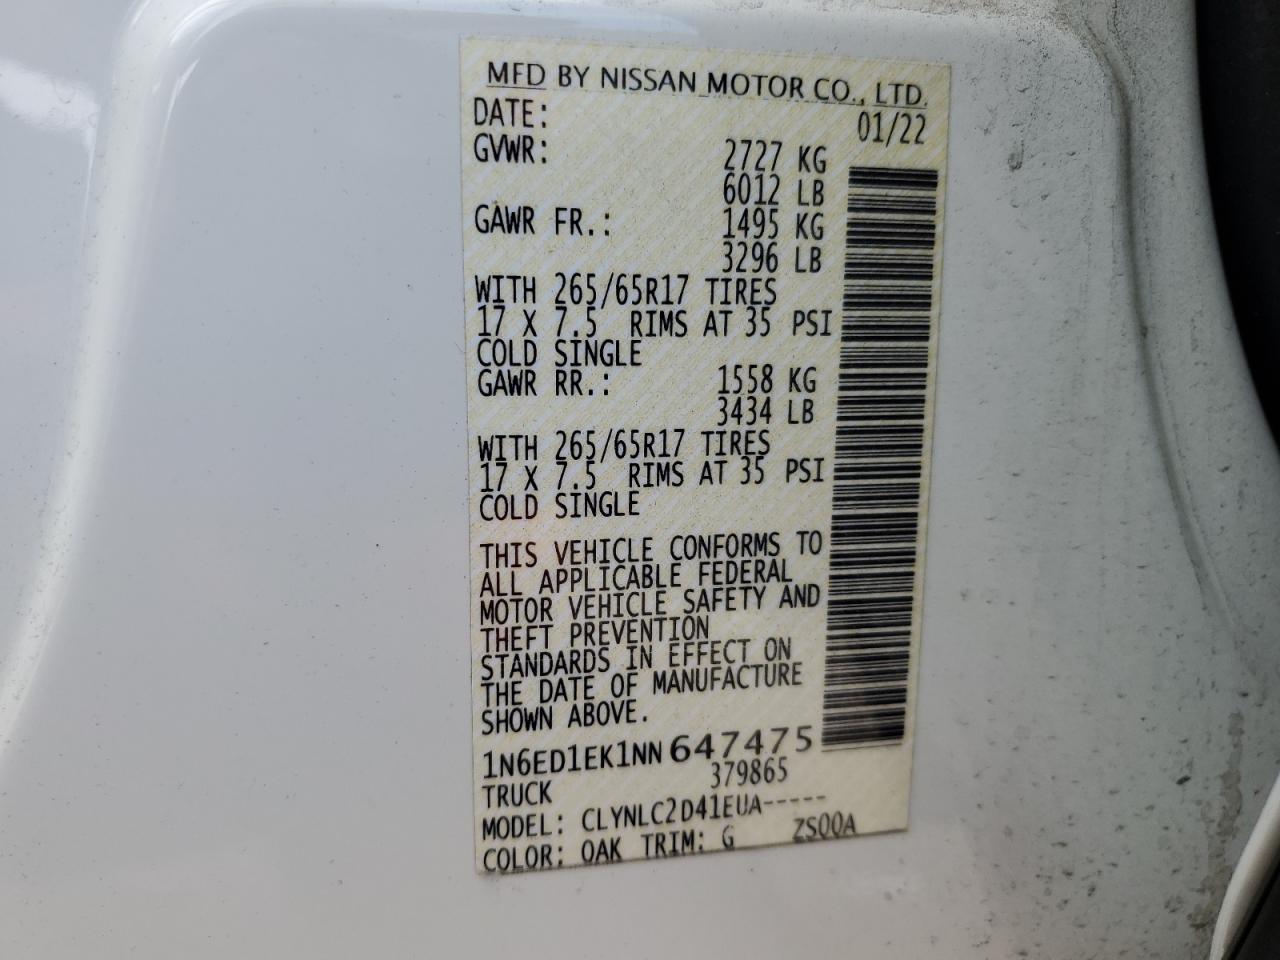 MFD BY NISSAN MOTOR CO., LTD.
DATE: 01/22
GVWR: 2727 KG
6012 LB
GAWR FR.: 1495 KG
3296 LB
WITH 265/65R17 TIRES
17 X 7.5 RIMS AT 35 PSI
COLD SINGLE
GAWR RR.: 1558 KG
3434 LB
WITH 265/65R17 TIRES
17 X 7.5 RIMS AT 35 PSI
COLD SINGLE
THIS VEHICLE CONFORMS TO
ALL APPLICABLE FEDERAL
MOTOR VEHICLE SAFETY AND
THEFT PREVENTION
STANDARDS IN EFFECT ON
THE DATE OF MANUFACTURE
SHOWN ABOVE.
1N6ED1EK1NN647475
TRUCK 379865
MODEL: CLYNLC2D41EUA-----
COLOR: OAK TRIM: G ZS00A